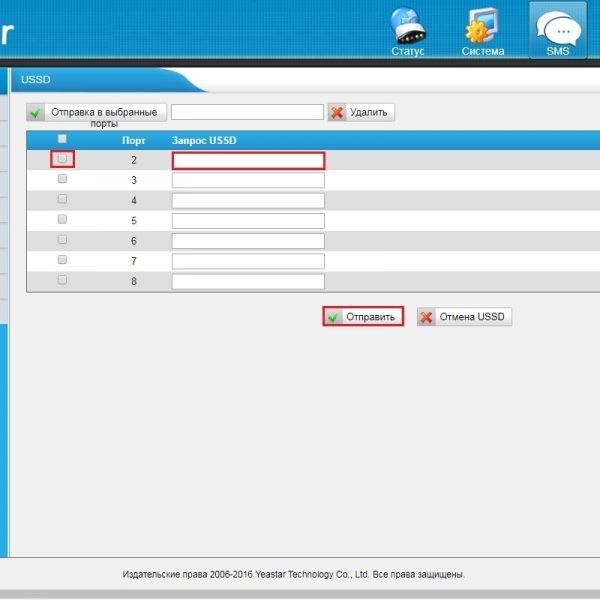 r
Статус
Система
SMS
USSD
Отправка в выбранные
порты
Удалить
Порт Запрос USSD
2
3
4
5
6
7
8
Отправить
Отмена USSD
Издательские права 2006-2016 Yeastar Technology Co., Ltd. Все права защищены.